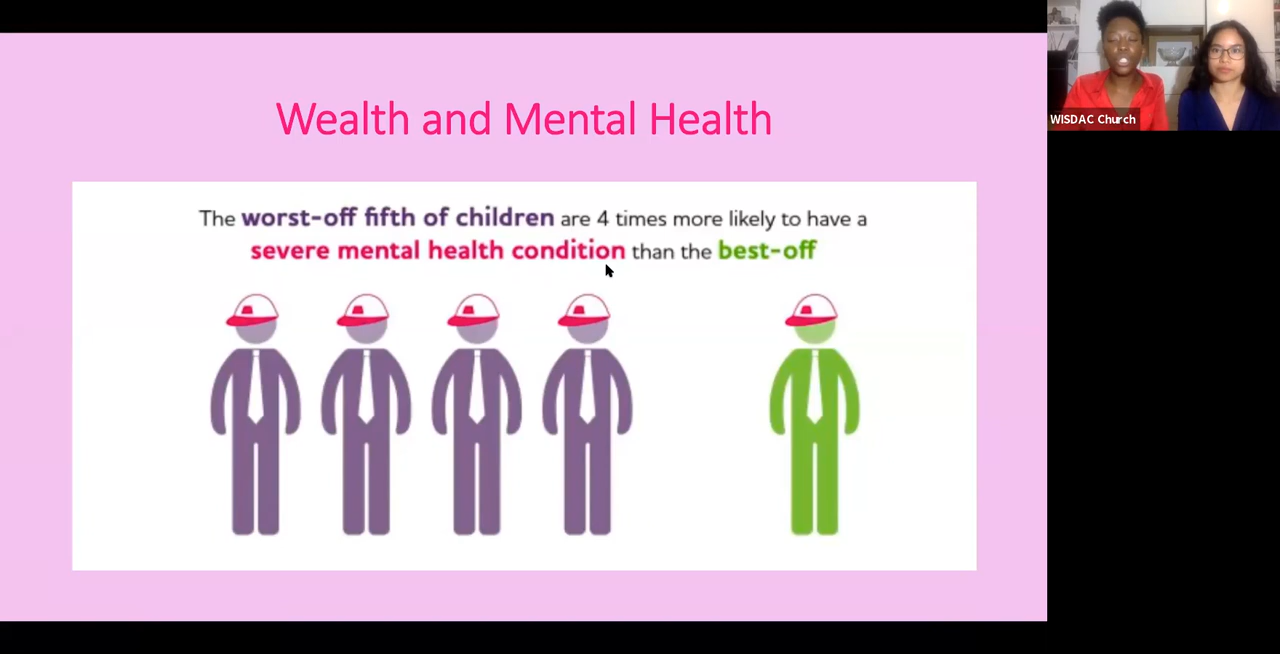 Wealth and Mental Health
The worst-off fifth of children are 4 times more likely to have a
severe mental health condition than the best-off
WISDAC Church